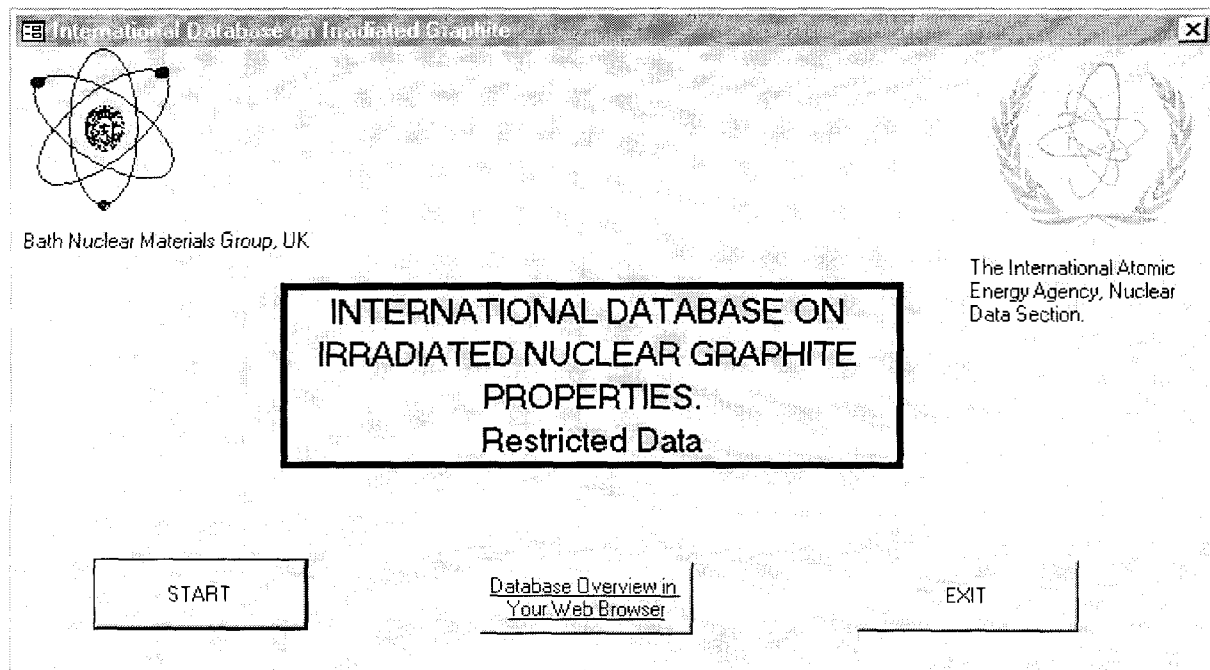 International Database on Irradiated Graphite
Bath Nuclear Materials Group, UK
The International Atomic
Energy Agency, Nuclear
Data Section.
INTERNATIONAL DATABASE ON
IRRADIATED NUCLEAR GRAPHITE
PROPERTIES.
Restricted Data
START
Database Overview in
Your Web Browser
EXIT